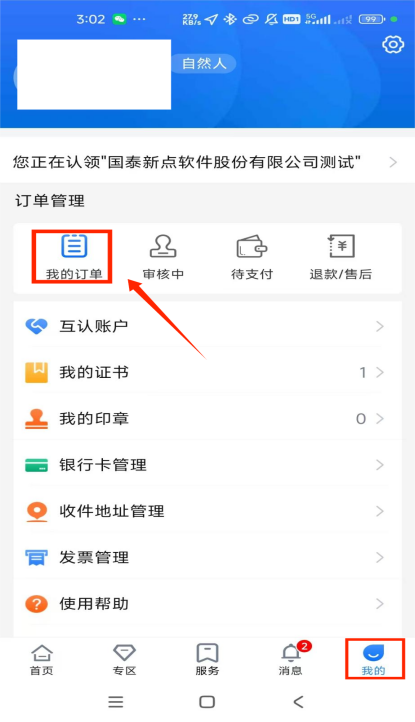 3:02 ... 27.9 KB/s HD1 5G 99
自然人
您正在认领"国泰新点软件股份有限公司测试"
订单管理
我的订单 审核中 待支付 退款/售后
互认账户
我的证书 1
我的印章 0
银行卡管理
收件地址管理
发票管理
使用帮助
2
首页 专区 服务 消息 我的